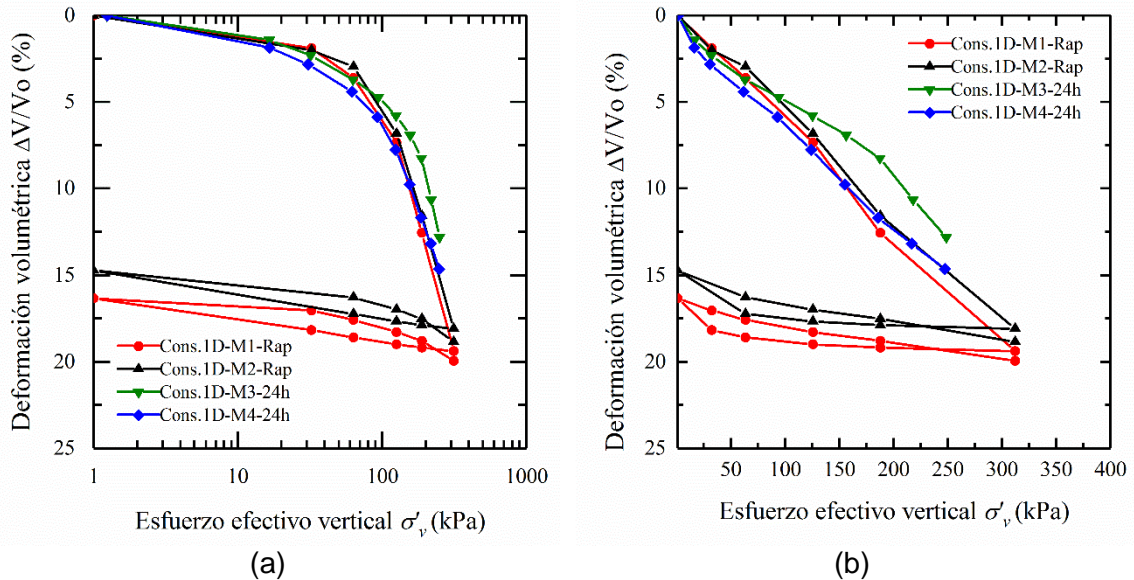 Deformación volumétrica ΔV/Vo (%)
0
5
10
15
20
25
Cons.1D-M1-Rap
Cons.1D-M2-Rap
Cons.1D-M3-24h
Cons.1D-M4-24h
1 10 100 1000
Esfuerzo efectivo vertical σ'v (kPa)
(a)
Deformación volumétrica ΔV/Vo (%)
0
5
10
15
20
25
Cons.1D-M1-Rap
Cons.1D-M2-Rap
Cons.1D-M3-24h
Cons.1D-M4-24h
50 100 150 200 250 300 350 400
Esfuerzo efectivo vertical σ'v (kPa)
(b)